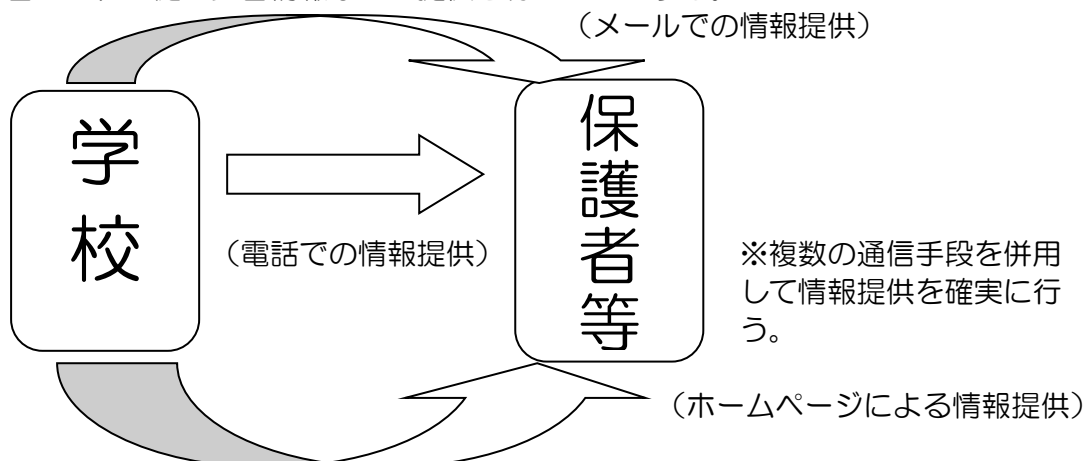 （メールでの情報提供）
学校
保護者等
（電話での情報提供）
※複数の通信手段を併用
して情報提供を確実に行
う。
（ホームページによる情報提供）